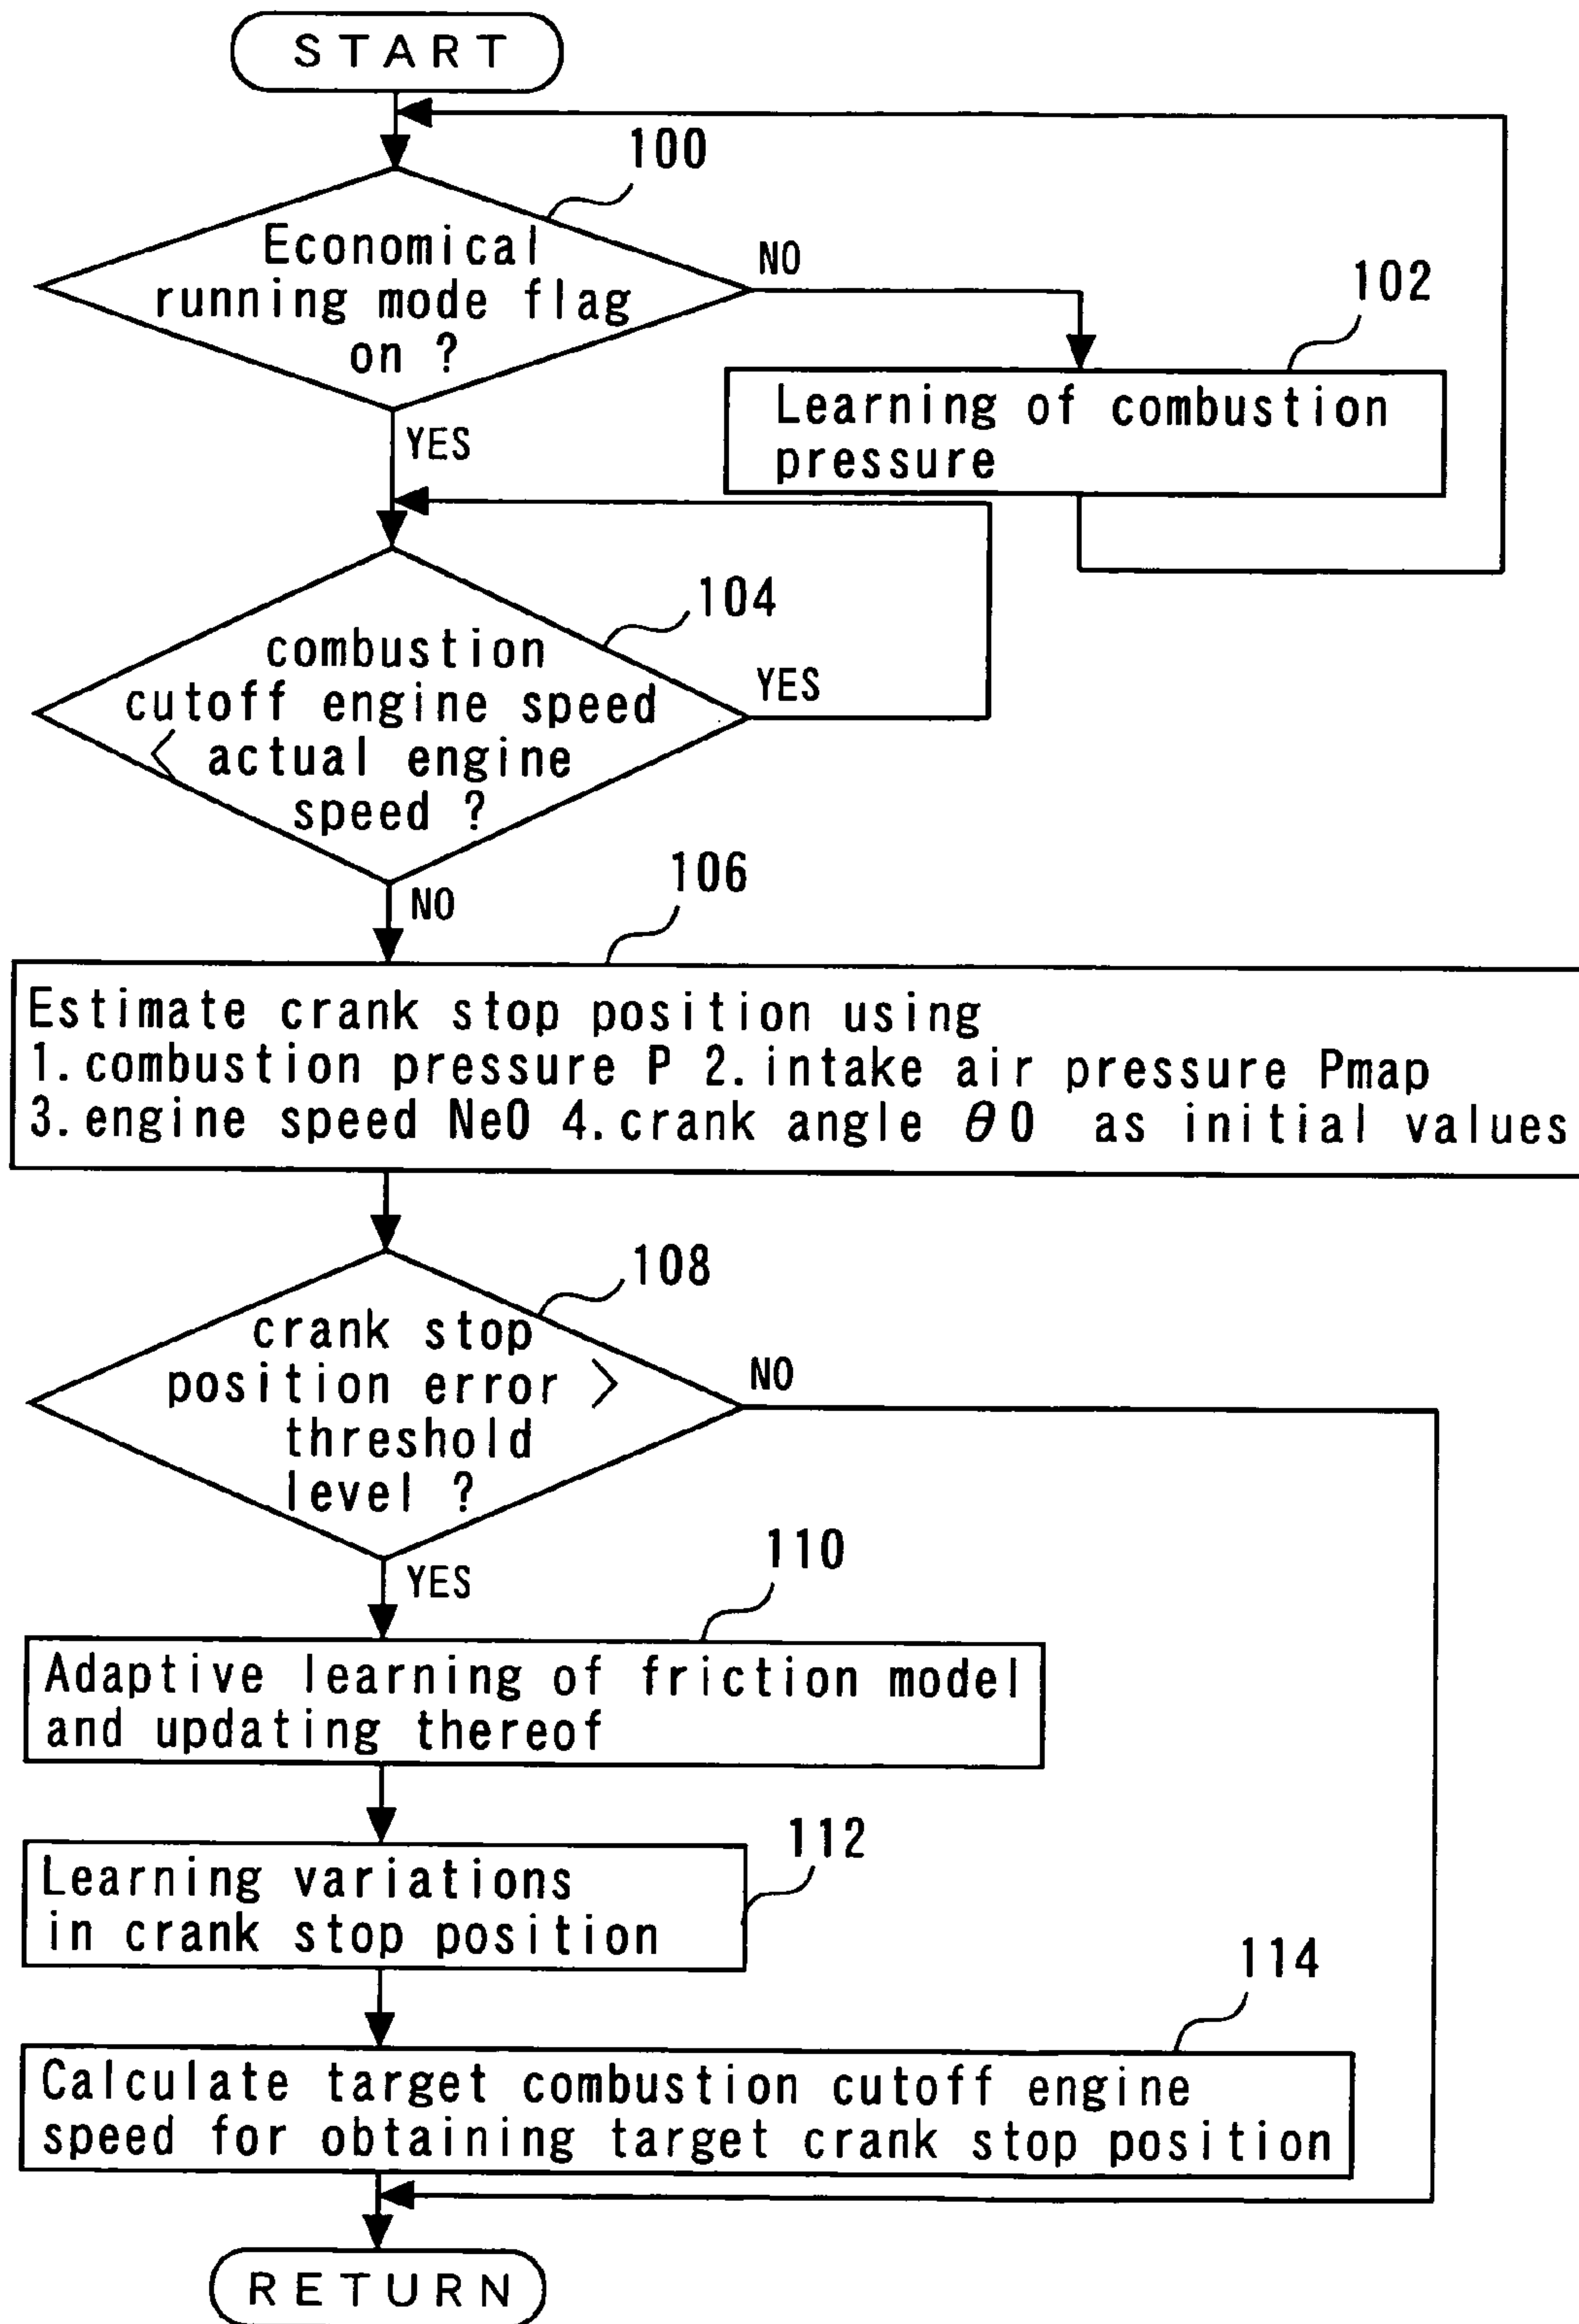 START
100
Economical
running mode flag
on ?
NO
102
Learning of combustion
pressure
YES
104
combustion
cutoff engine speed
< actual engine
speed ?
YES
NO
106
Estimate crank stop position using
1.combustion pressure P 2.intake air pressure Pmap
3.engine speed Ne0 4.crank angle θ0 as initial values
108
crank stop
position error >
threshold
level ?
NO
YES
110
Adaptive learning of friction model
and updating thereof
112
Learning variations
in crank stop position
114
Calculate target combustion cutoff engine
speed for obtaining target crank stop position
RETURN